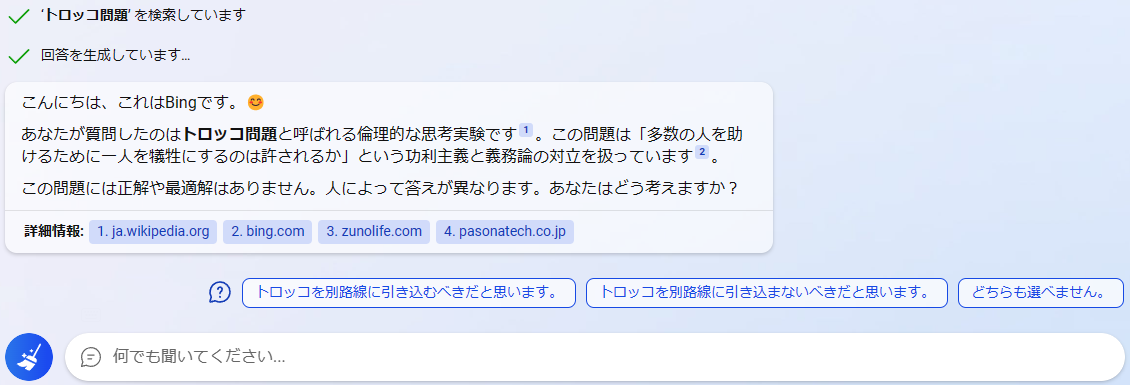 'トロッコ問題' を検索しています
回答を生成しています...
こんにちは、これはBingです。😊
あなたが質問したのはトロッコ問題と呼ばれる倫理的な思考実験です1。この問題は「多数の人を助
けるために一人を犠牲にするのは許されるか」という功利主義と義務論の対立を扱っています2。
この問題には正解や最適解はありません。人によって答えが異なります。あなたはどう考えますか？
詳細情報: 1. ja.wikipedia.org 2. bing.com 3. zunolife.com 4. pasonatech.co.jp
トロッコを別路線に引き込むべきだと思います。 トロッコを別路線に引き込まないべきだと思います。 どちらも選べません。
何でも聞いてください...